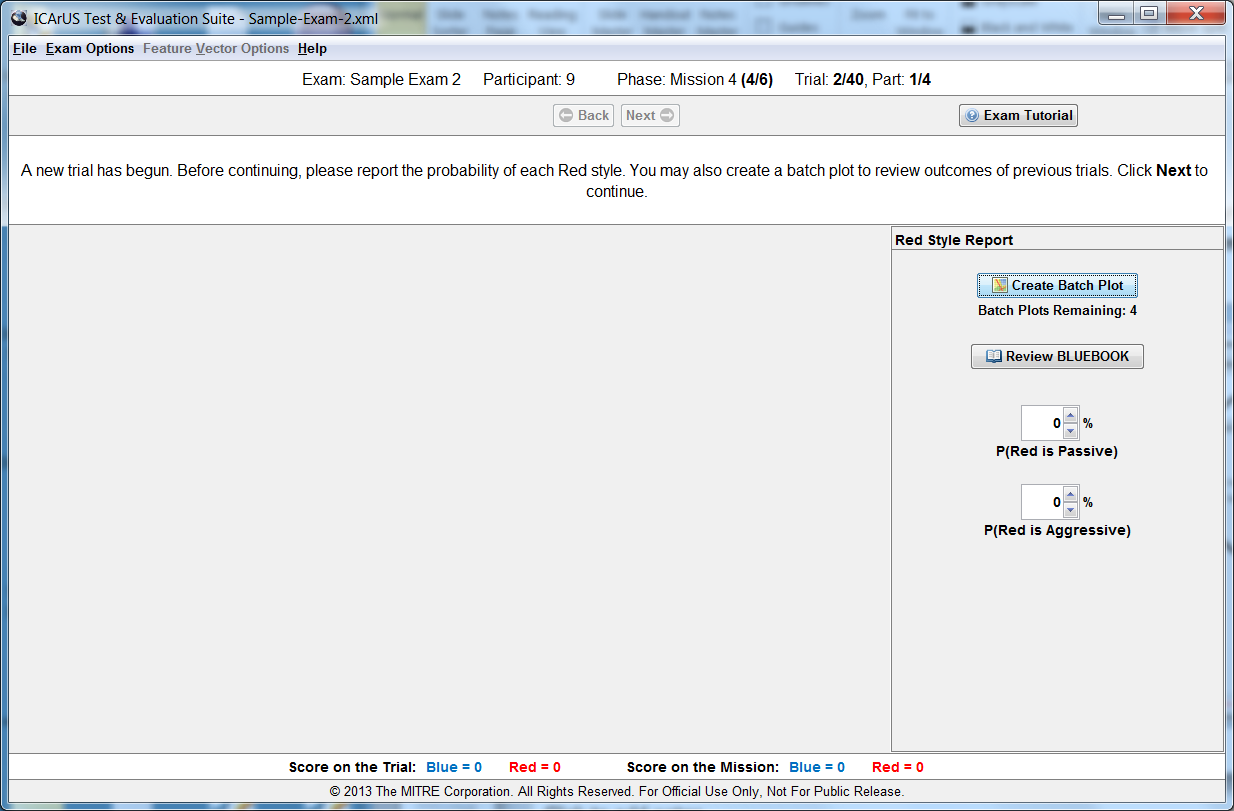 ICArUS Test & Evaluation Suite - Sample-Exam-2.xml
File Exam Options Feature Vector Options Help
Exam: Sample Exam 2 Participant: 9 Phase: Mission 4 (4/6) Trial: 2/40, Part: 1/4
Back Next Exam Tutorial
A new trial has begun. Before continuing, please report the probability of each Red style. You may also create a batch plot to review outcomes of previous trials. Click Next to
continue.
Red Style Report
Create Batch Plot
Batch Plots Remaining: 4
Review BLUEBOOK
0 %
P(Red is Passive)
0 %
P(Red is Aggressive)
Score on the Trial: Blue = 0 Red = 0 Score on the Mission: Blue = 0 Red = 0
© 2013 The MITRE Corporation. All Rights Reserved. For Official Use Only, Not For Public Release.